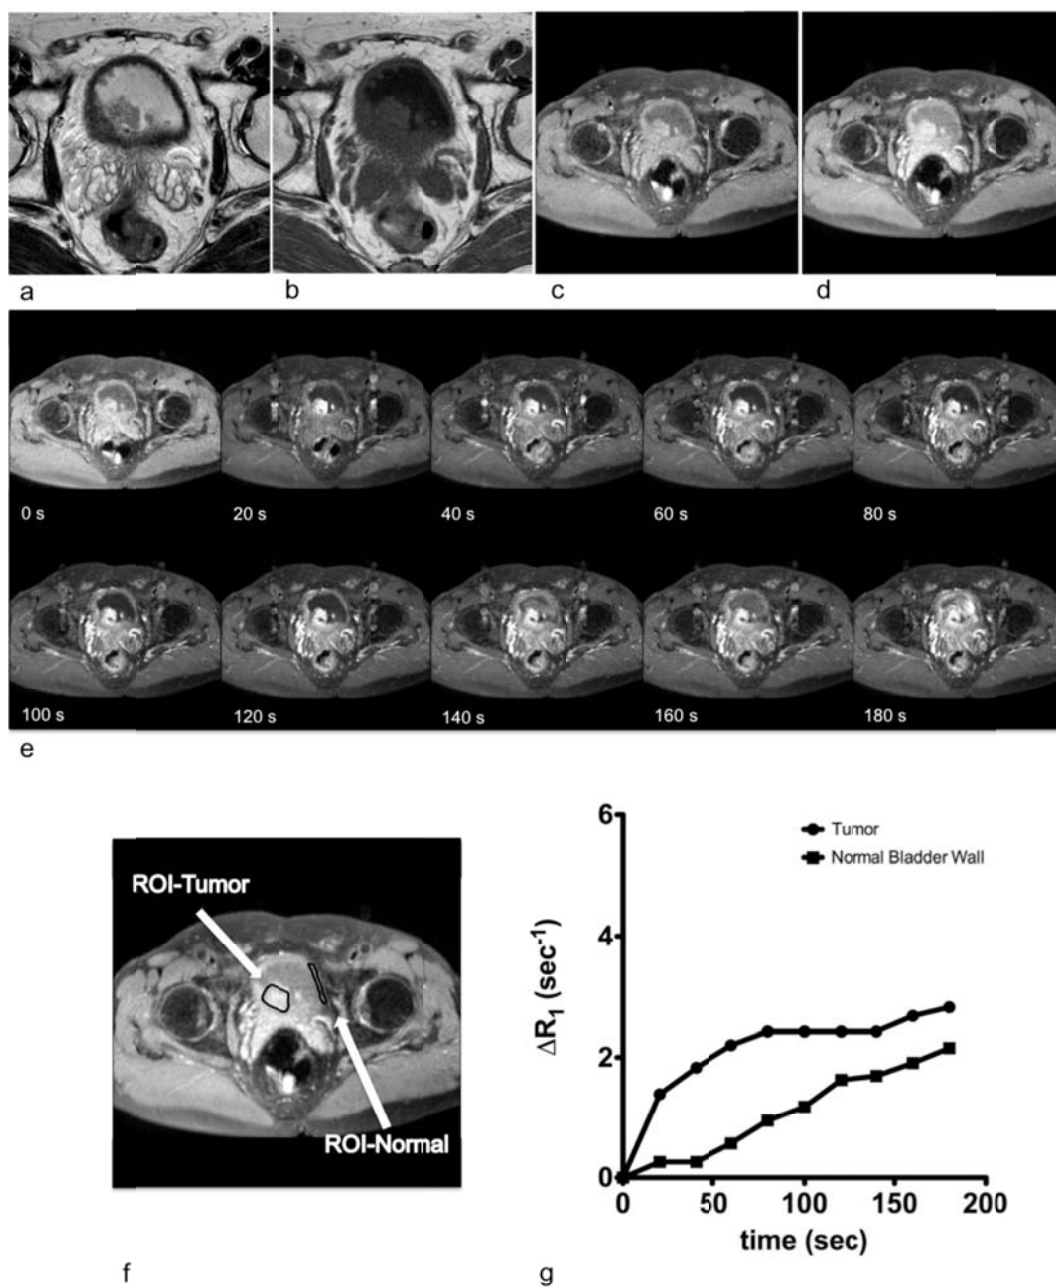 a
b
c
d
0 s
20 s
40 s
60 s
80 s
100 s
120 s
140 s
160 s
180 s
e
ROI-Tumor
ROI-Normal
f
6
4
2
0
ΔR₁ (sec⁻¹)
Tumor
Normal Bladder Wall
0
50
100
150
200
time (sec)
g